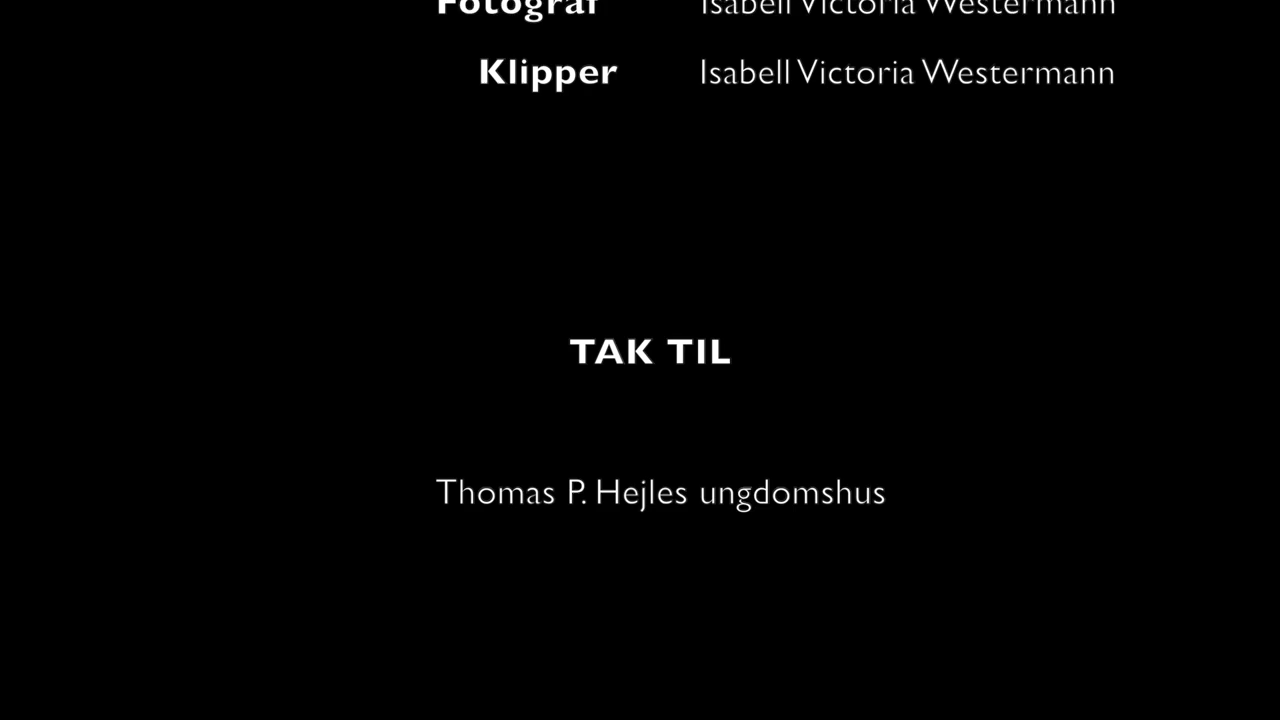 Fotograf Isabell Victoria Westermann
Klipper Isabell Victoria Westermann
TAK TIL
Thomas P. Hejles ungdomshus